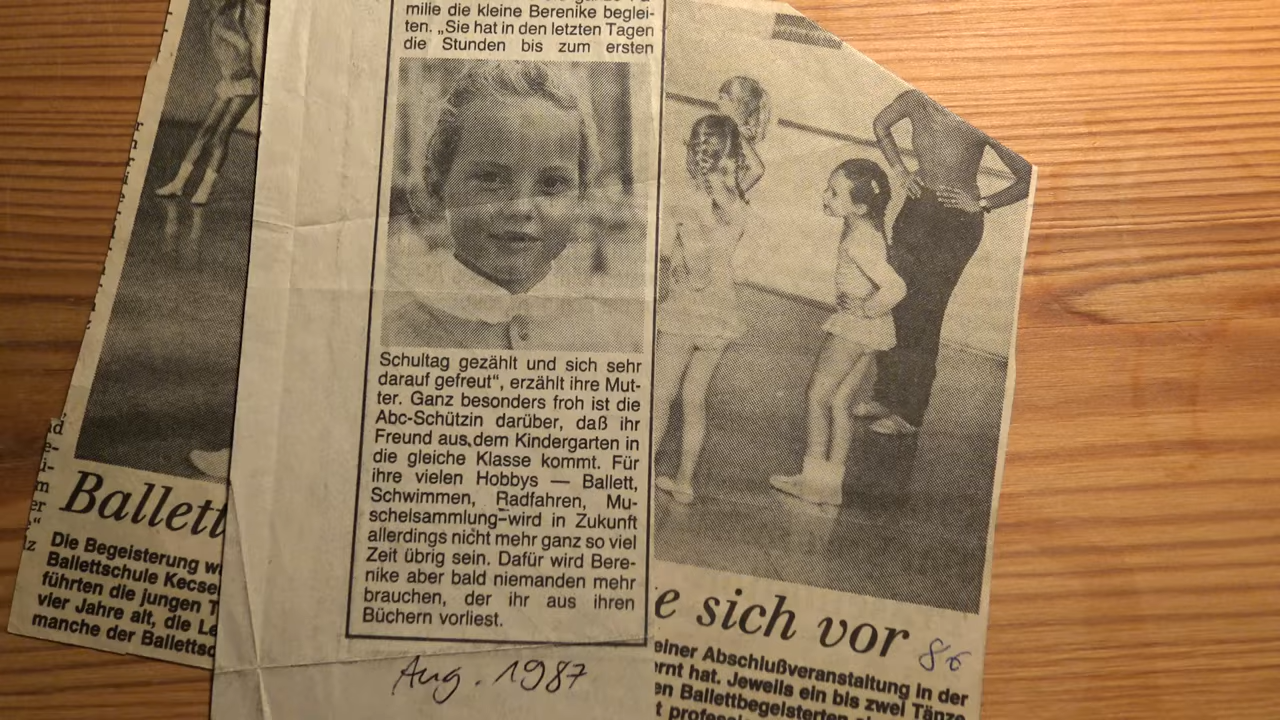 milie die kleine Berenike beglei-
ten. „Sie hat in den letzten Tagen
die Stunden bis zum ersten
Schultag gezählt und sich sehr
darauf gefreut“, erzählt ihre Mut-
ter. Ganz besonders froh ist die
Abc-Schützin darüber, daß ihr
Freund aus dem Kindergarten in
die gleiche Klasse kommt. Für
ihre vielen Hobbys — Ballett,
Schwimmen, Radfahren, Mu-
schelsammlung–wird in Zukunft
allerdings nicht mehr ganz so viel
Zeit übrig sein. Dafür wird Bere-
nike aber bald niemanden mehr
brauchen, der ihr aus ihren
Büchern vorliest.
Aug. 1987
Ballett
Die Begeisterung
Ballettschule Kecse
führten die jungen T
vier Jahre alt, die Le
manche der Ballettsc
e sich vor 86
einer Abschlußveranstaltung in der
ernt hat. Jeweils ein bis zwei Tänze
en Ballettbegeisterten
t professio